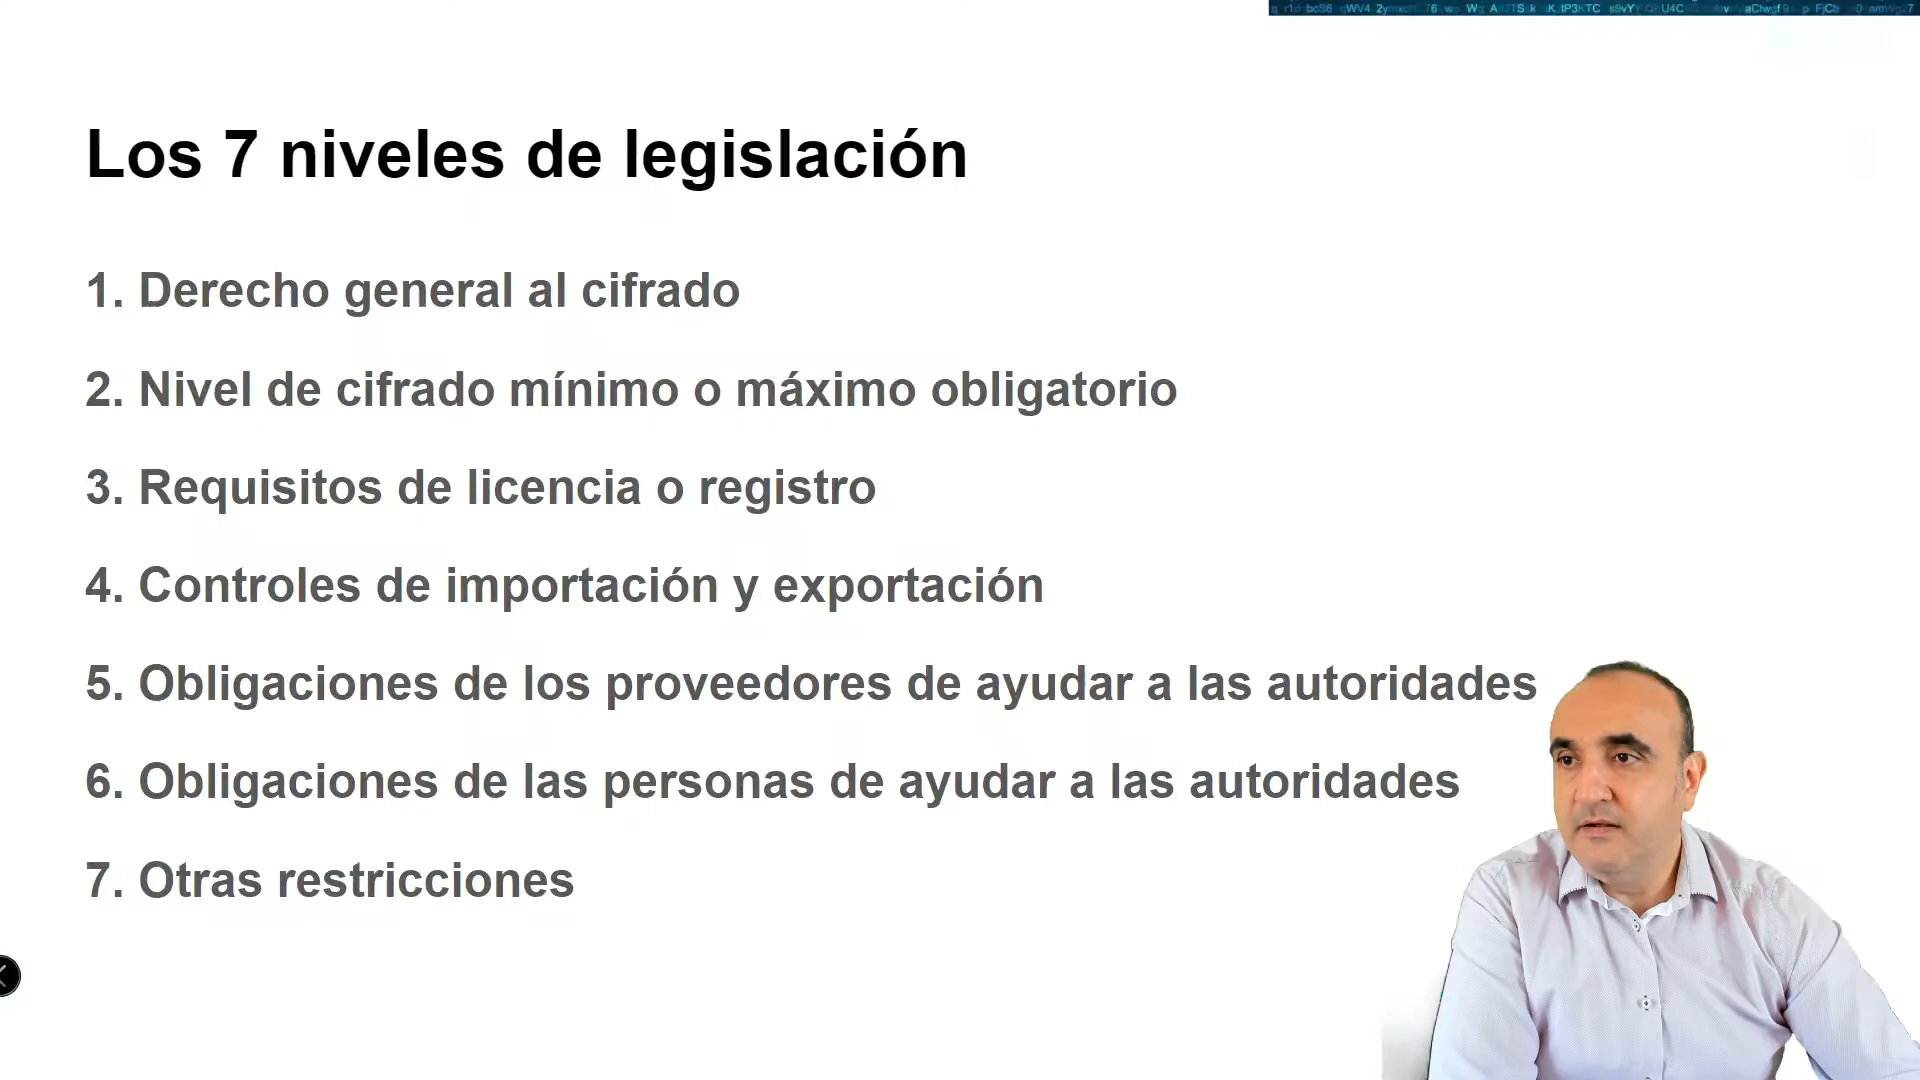 Los 7 niveles de legislación
1. Derecho general al cifrado
2. Nivel de cifrado mínimo o máximo obligatorio
3. Requisitos de licencia o registro
4. Controles de importación y exportación
5. Obligaciones de los proveedores de ayudar a las autoridades
6. Obligaciones de las personas de ayudar a las autoridades
7. Otras restricciones